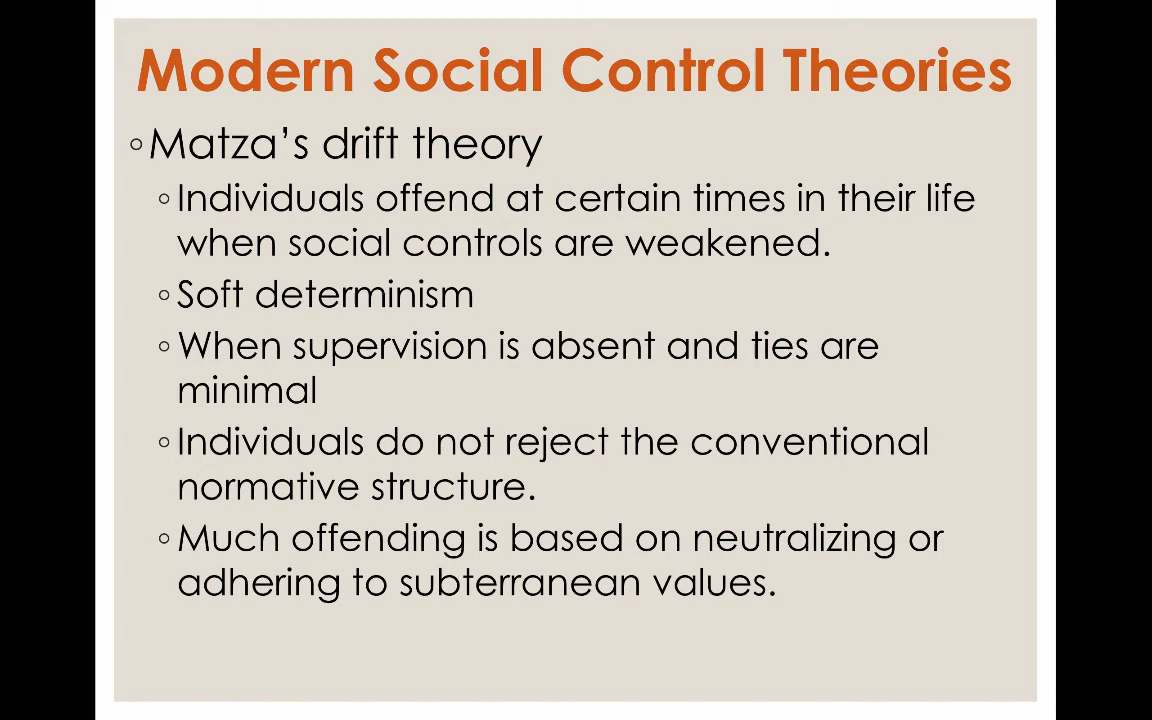 Modern Social Control Theories
◦Matza’s drift theory
◦Individuals offend at certain times in their life
when social controls are weakened.
◦Soft determinism
◦When supervision is absent and ties are
minimal
◦Individuals do not reject the conventional
normative structure.
◦Much offending is based on neutralizing or
adhering to subterranean values.